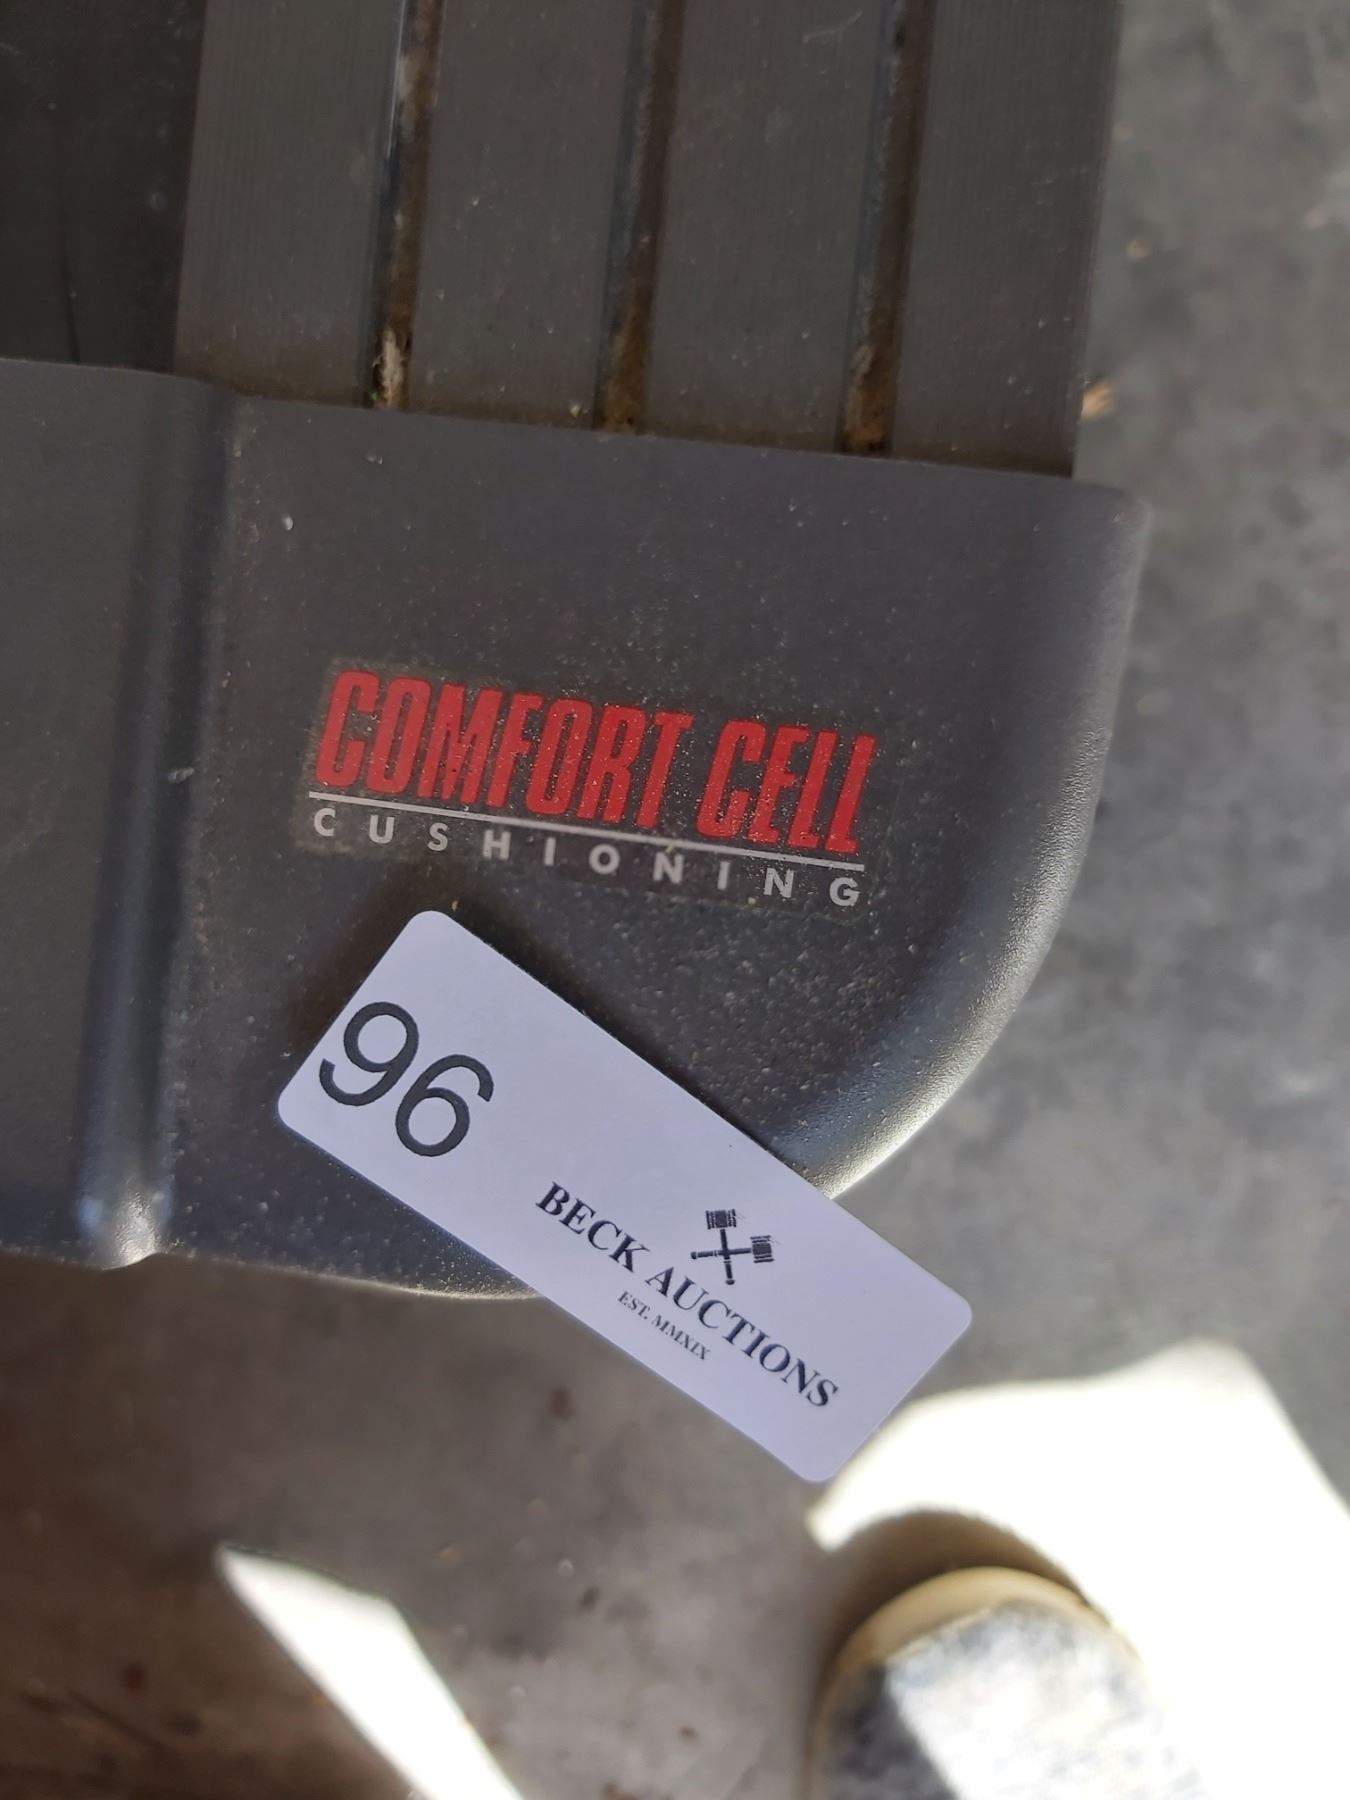 COMFORT CELL
CUSHIONING
96
BECK AUCTIONS
EST. MMXIX